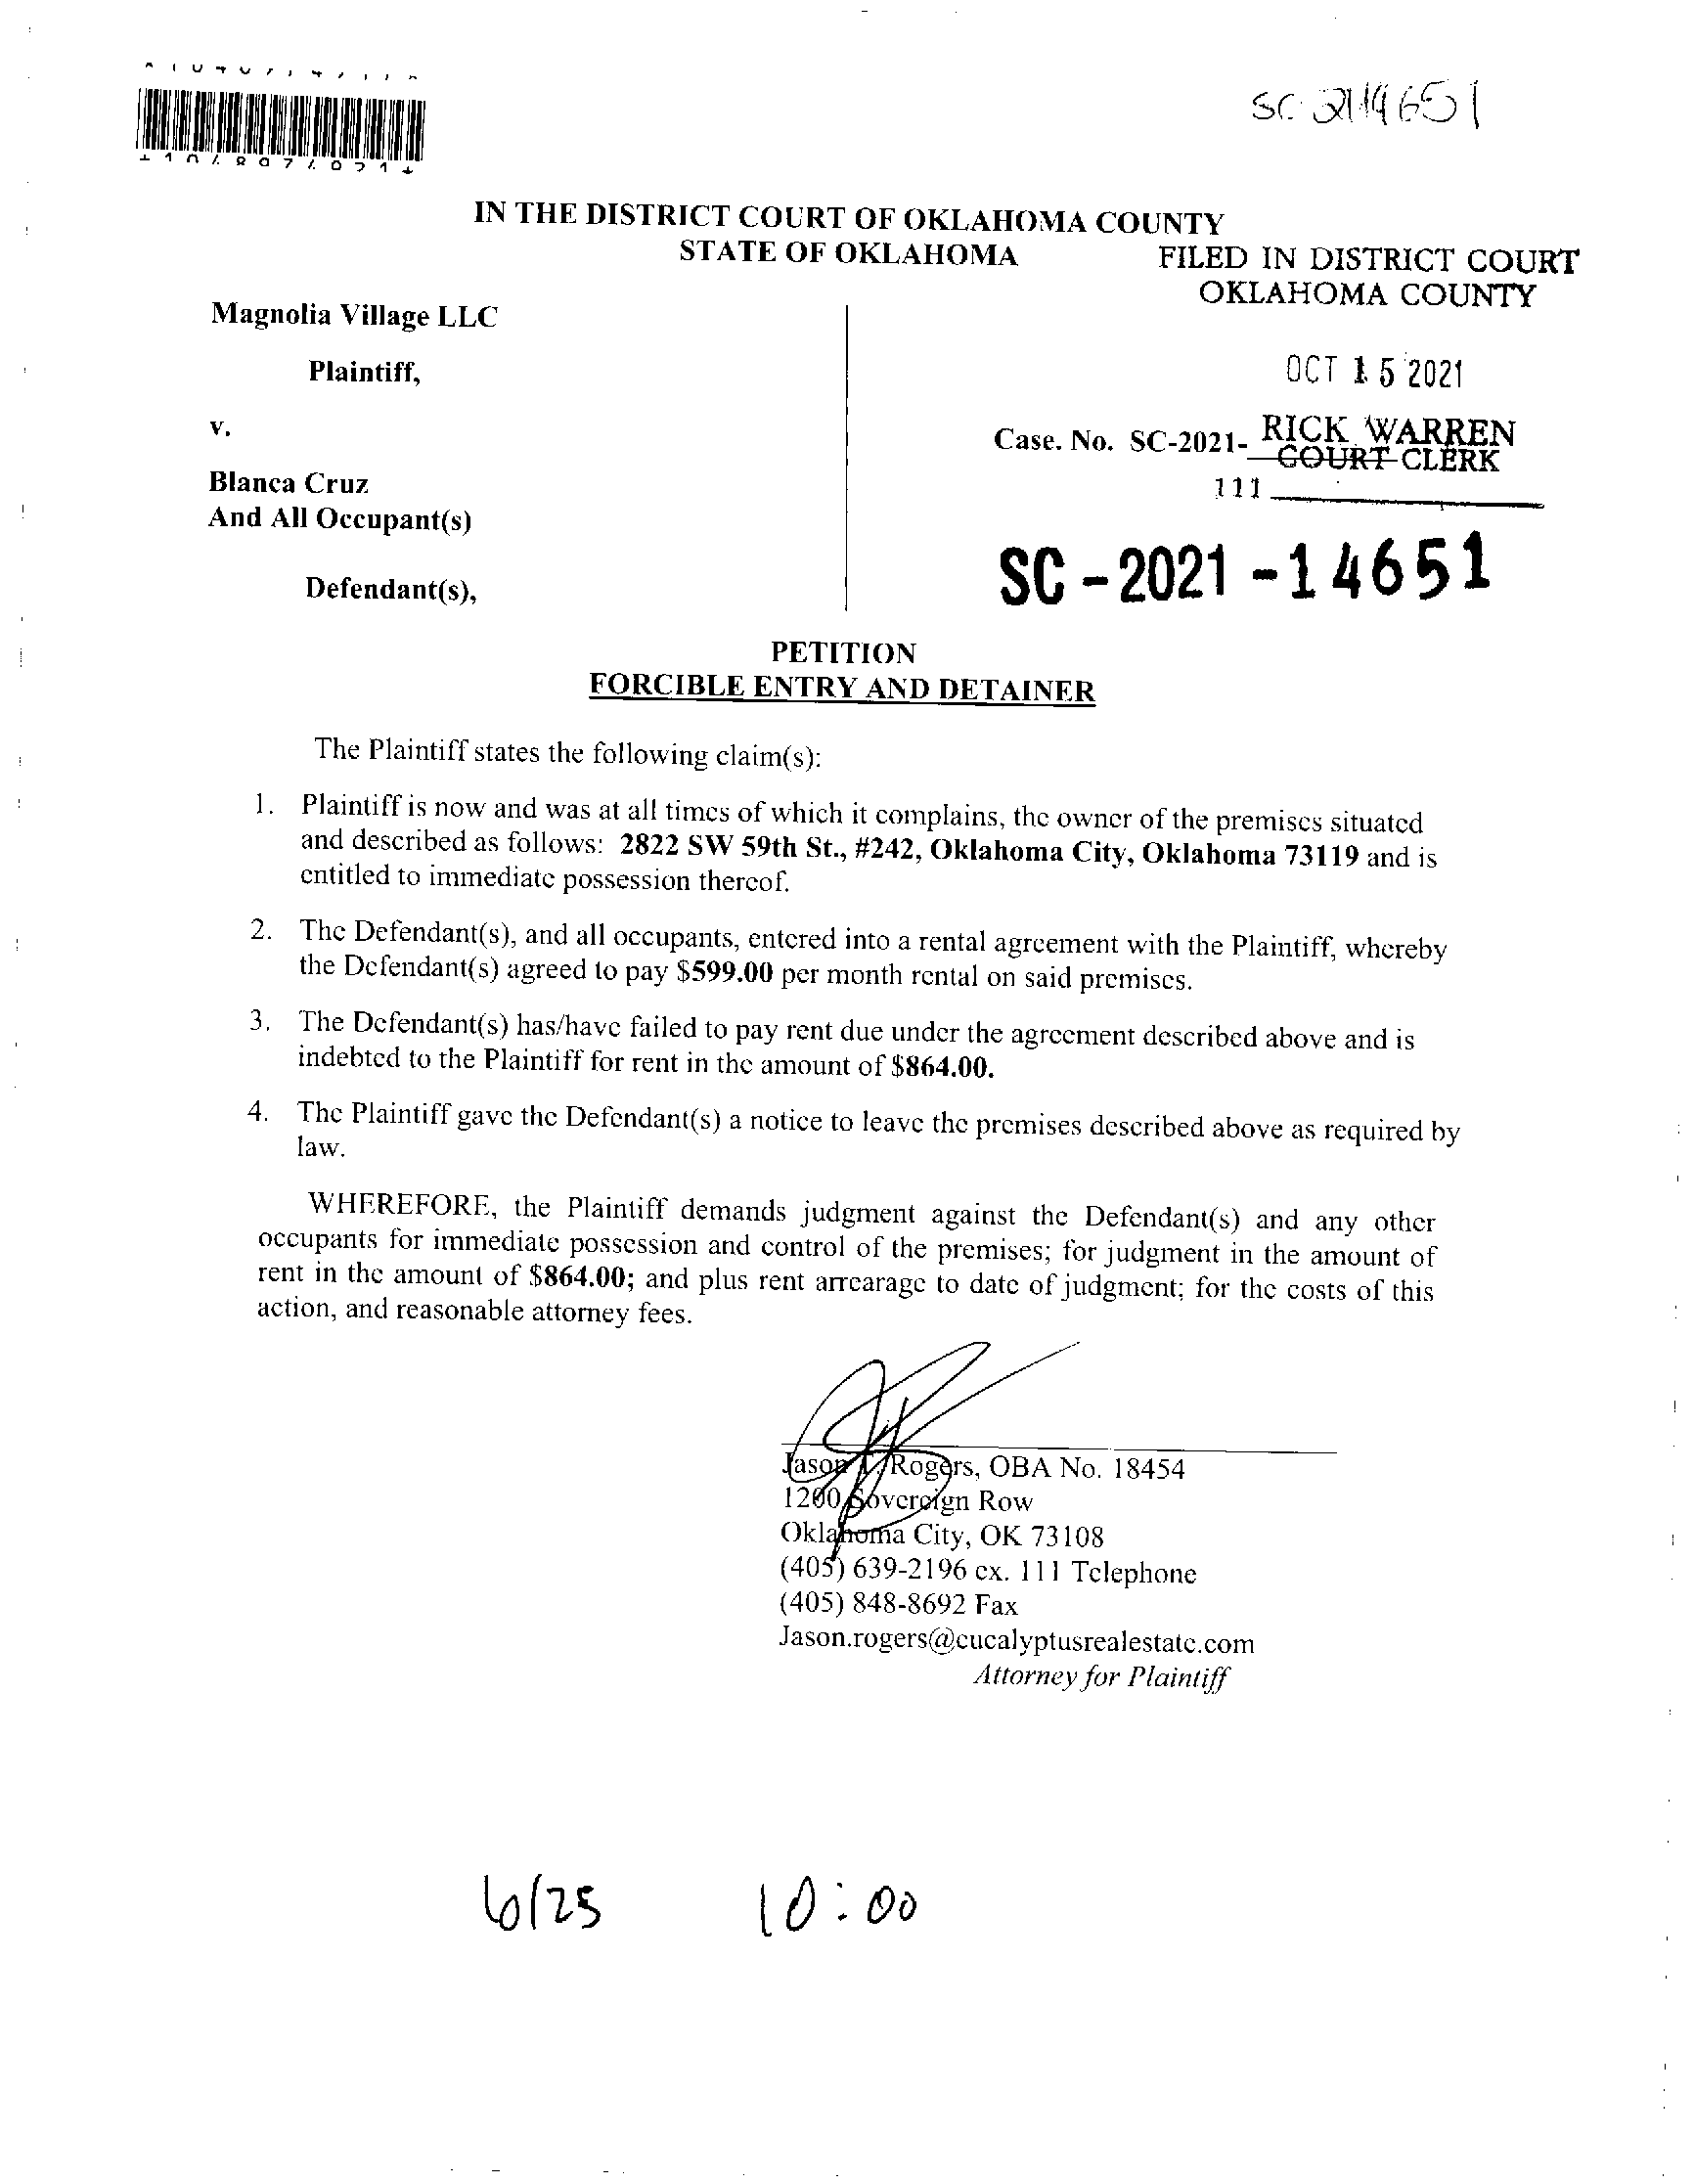 SC 2114651
IN THE DISTRICT COURT OF OKLAHOMA COUNTY
STATE OF OKLAHOMA
FILED IN DISTRICT COURT
OKLAHOMA COUNTY
Magnolia Village LLC
Plaintiff,
OCT 15 2021
v.
Case. No. SC-2021-
RICK WARREN
COURT CLERK
Blanca Cruz
111
And All Occupant(s)
SC-2021-14651
Defendant(s),
PETITION
FORCIBLE ENTRY AND DETAINER
The Plaintiff states the following claim(s):
1. Plaintiff is now and was at all times of which it complains, the owner of the premises situated
and described as follows: 2822 SW 59th St., #242, Oklahoma City, Oklahoma 73119 and is
entitled to immediate possession thereof.
2. The Defendant(s), and all occupants, entered into a rental agreement with the Plaintiff, whereby
the Defendant(s) agreed to pay $599.00 per month rental on said premises.
3. The Defendant(s) has/have failed to pay rent due under the agreement described above and is
indebted to the Plaintiff for rent in the amount of $864.00.
4. The Plaintiff gave the Defendant(s) a notice to leave the premises described above as required by
law.
WHEREFORE, the Plaintiff demands judgment against the Defendant(s) and any other
occupants for immediate possession and control of the premises; for judgment in the amount of
rent in the amount of $864.00; and plus rent arrearage to date of judgment; for the costs of this
action, and reasonable attorney fees.
Jason Rogers, OBA No. 18454
1200 Sovereign Row
Oklahoma City, OK 73108
(405) 639-2196 ex. 111 Telephone
(405) 848-8692 Fax
Jason.rogers@eucalyptusrealestate.com
Attorney for Plaintiff
10:00